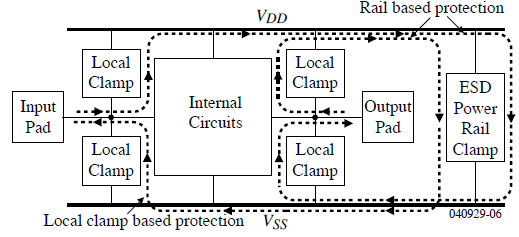 Rail based protection
VDD
Local
Clamp
Local
Clamp
Input
Pad
Internal
Circuits
Output
Pad
ESD
Power
Rail
Clamp
Local
Clamp
Local
Clamp
040929-06
Local clamp based protection
VSS